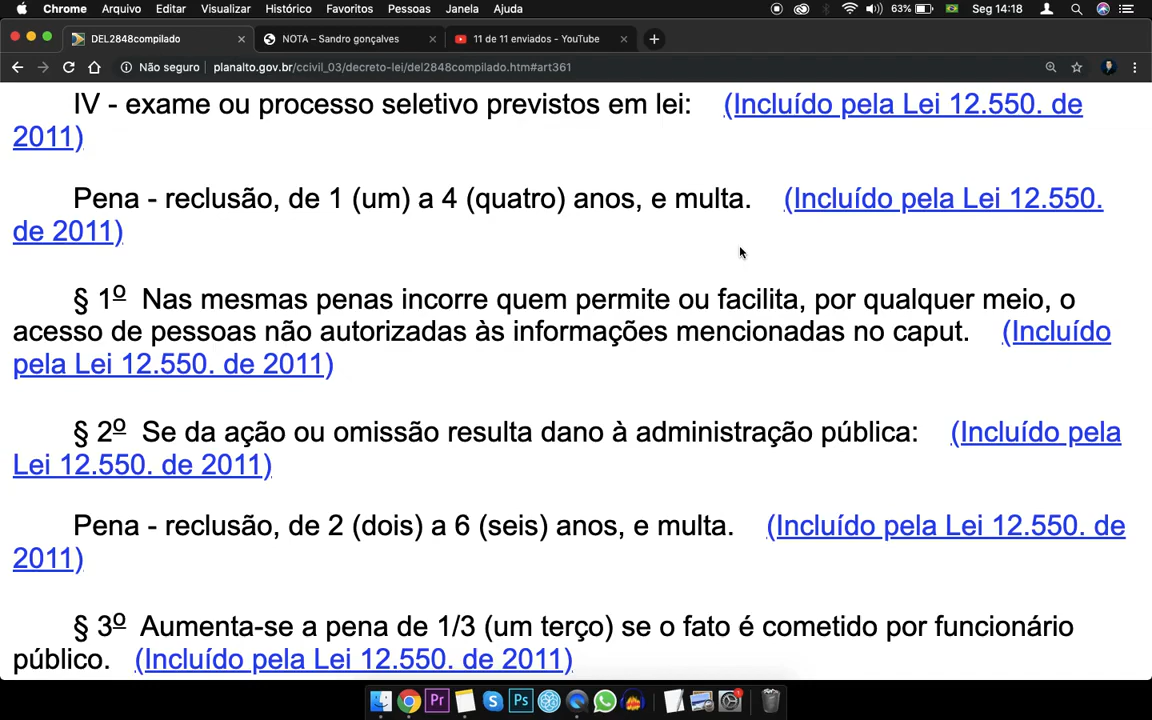 Chrome Arquivo Editar Visualizar Histórico Favoritos Pessoas Janela Ajuda 63% Seg 14:18
DEL2848compilado NOTA – Sandro gonçalves 11 de 11 enviados - YouTube
Não seguro planalto.gov.br/ccivil_03/decreto-lei/del2848compilado.htm#art361
IV - exame ou processo seletivo previstos em lei: (Incluído pela Lei 12.550. de
2011)
Pena - reclusão, de 1 (um) a 4 (quatro) anos, e multa. (Incluído pela Lei 12.550.
de 2011)
§ 1º Nas mesmas penas incorre quem permite ou facilita, por qualquer meio, o
acesso de pessoas não autorizadas às informações mencionadas no caput. (Incluído
pela Lei 12.550. de 2011)
§ 2º Se da ação ou omissão resulta dano à administração pública: (Incluído pela
Lei 12.550. de 2011)
Pena - reclusão, de 2 (dois) a 6 (seis) anos, e multa. (Incluído pela Lei 12.550. de
2011)
§ 3º Aumenta-se a pena de 1/3 (um terço) se o fato é cometido por funcionário
público. (Incluído pela Lei 12.550. de 2011)
Pr S Ps